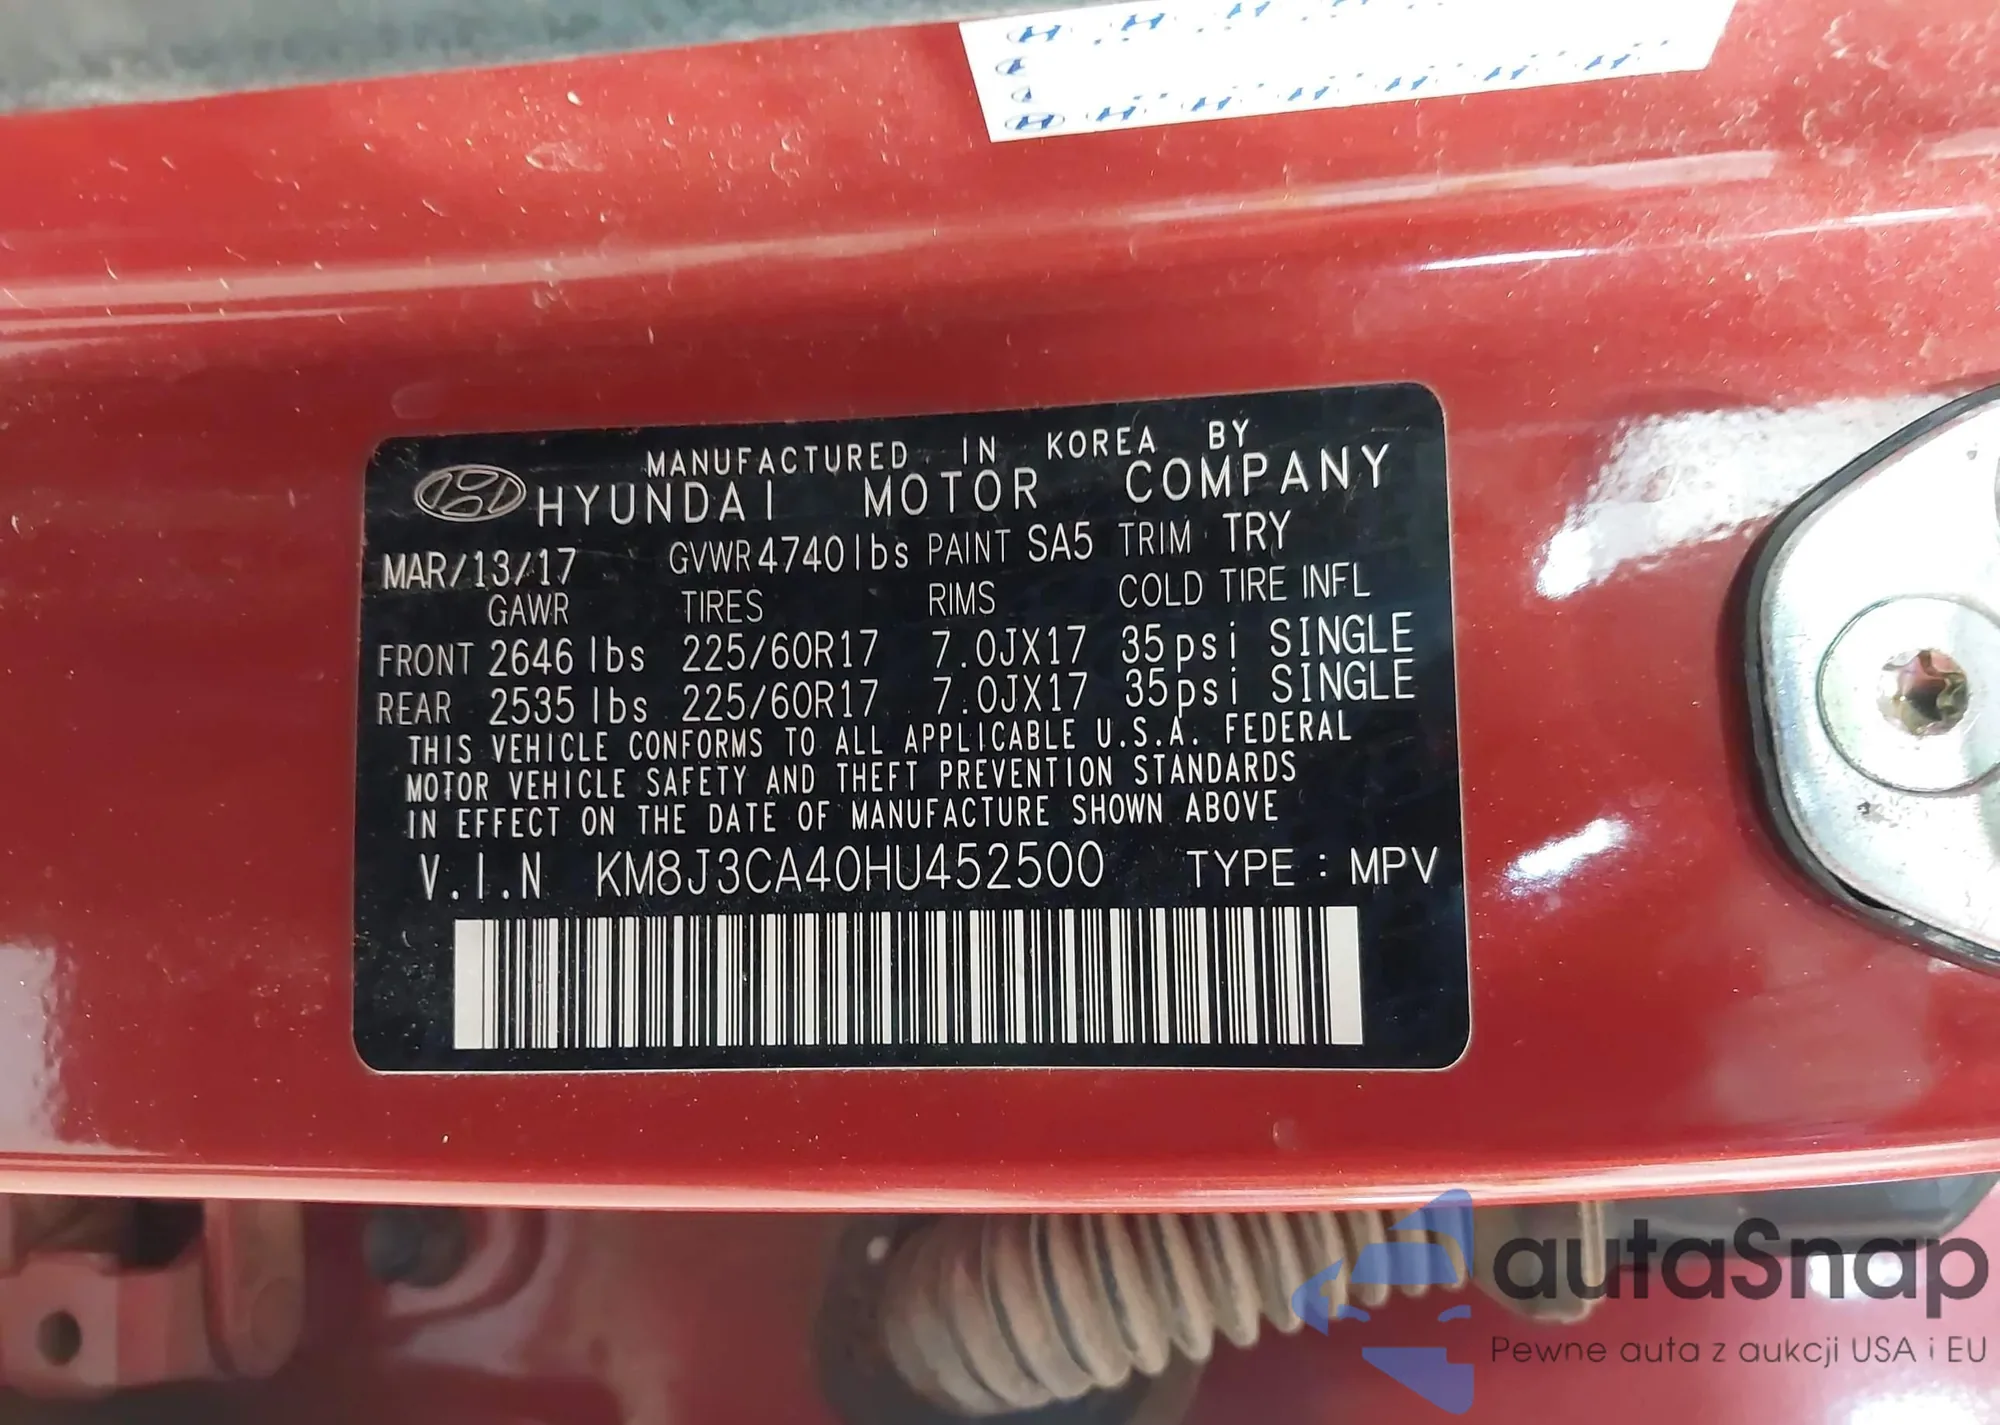 MANUFACTURED IN KOREA BY
HYUNDAI MOTOR COMPANY
MAR/13/17 GVWR 4740lbs PAINT SA5 TRIM TRY
GAWR TIRES RIMS COLD TIRE INFL
FRONT 2646 lbs 225/60R17 7.0JX17 35psi SINGLE
REAR 2535 lbs 225/60R17 7.0JX17 35psi SINGLE
THIS VEHICLE CONFORMS TO ALL APPLICABLE U.S.A. FEDERAL
MOTOR VEHICLE SAFETY AND THEFT PREVENTION STANDARDS
IN EFFECT ON THE DATE OF MANUFACTURE SHOWN ABOVE
V.I.N KM8J3CA40HU452500 TYPE : MPV
autaSnap
Pewne auta z aukcji USA i EU